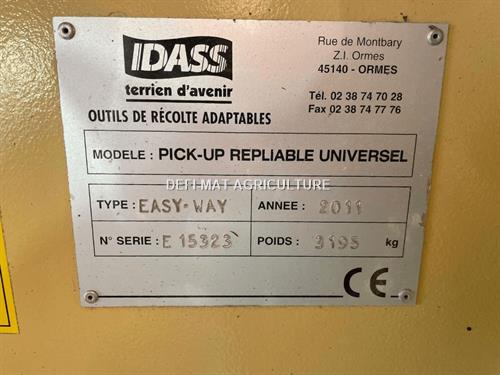 IDASS
terrien d'avenir
Rue de Montbary
Z.I. Ormes
45140 - ORMES
Tél. 02 38 74 70 28
Fax 02 38 74 77 76
OUTILS DE RÉCOLTE ADAPTABLES
MODELE : PICK-UP REPLIABLE UNIVERSEL
DEFI-MAT AGRICULTURE
TYPE : EASY-WAY ANNEE : 2011
N° SERIE : E 15323 POIDS : 3195 kg
CE